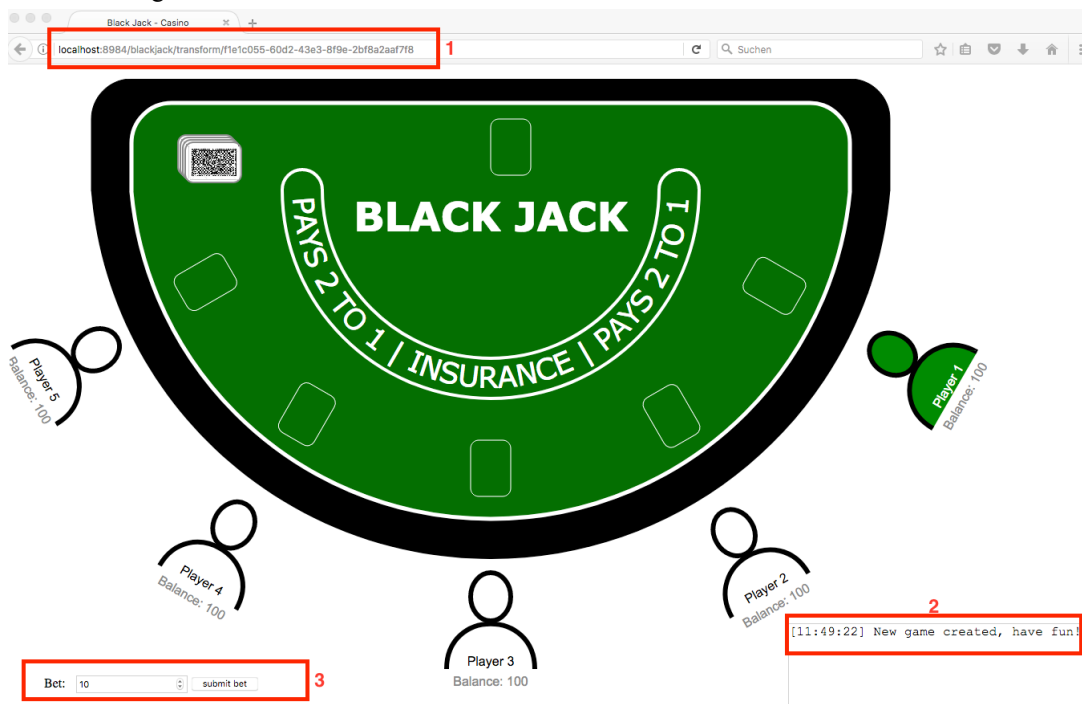 Black Jack - Casino
localhost:8984/blackjack/transform/f1e1c055-60d2-43e3-8f9e-2bf8a2aaf7f8
1
Suchen
BLACK JACK
PAYS 2 TO 1 | INSURANCE | PAYS 2 TO 1
Player 5
Balance: 100
Player 1
Balance: 100
Player 4
Balance: 100
Player 2
Balance: 100
2
[11:49:22] New game created, have fun!
Player 3
Balance: 100
Bet:
10
submit bet
3